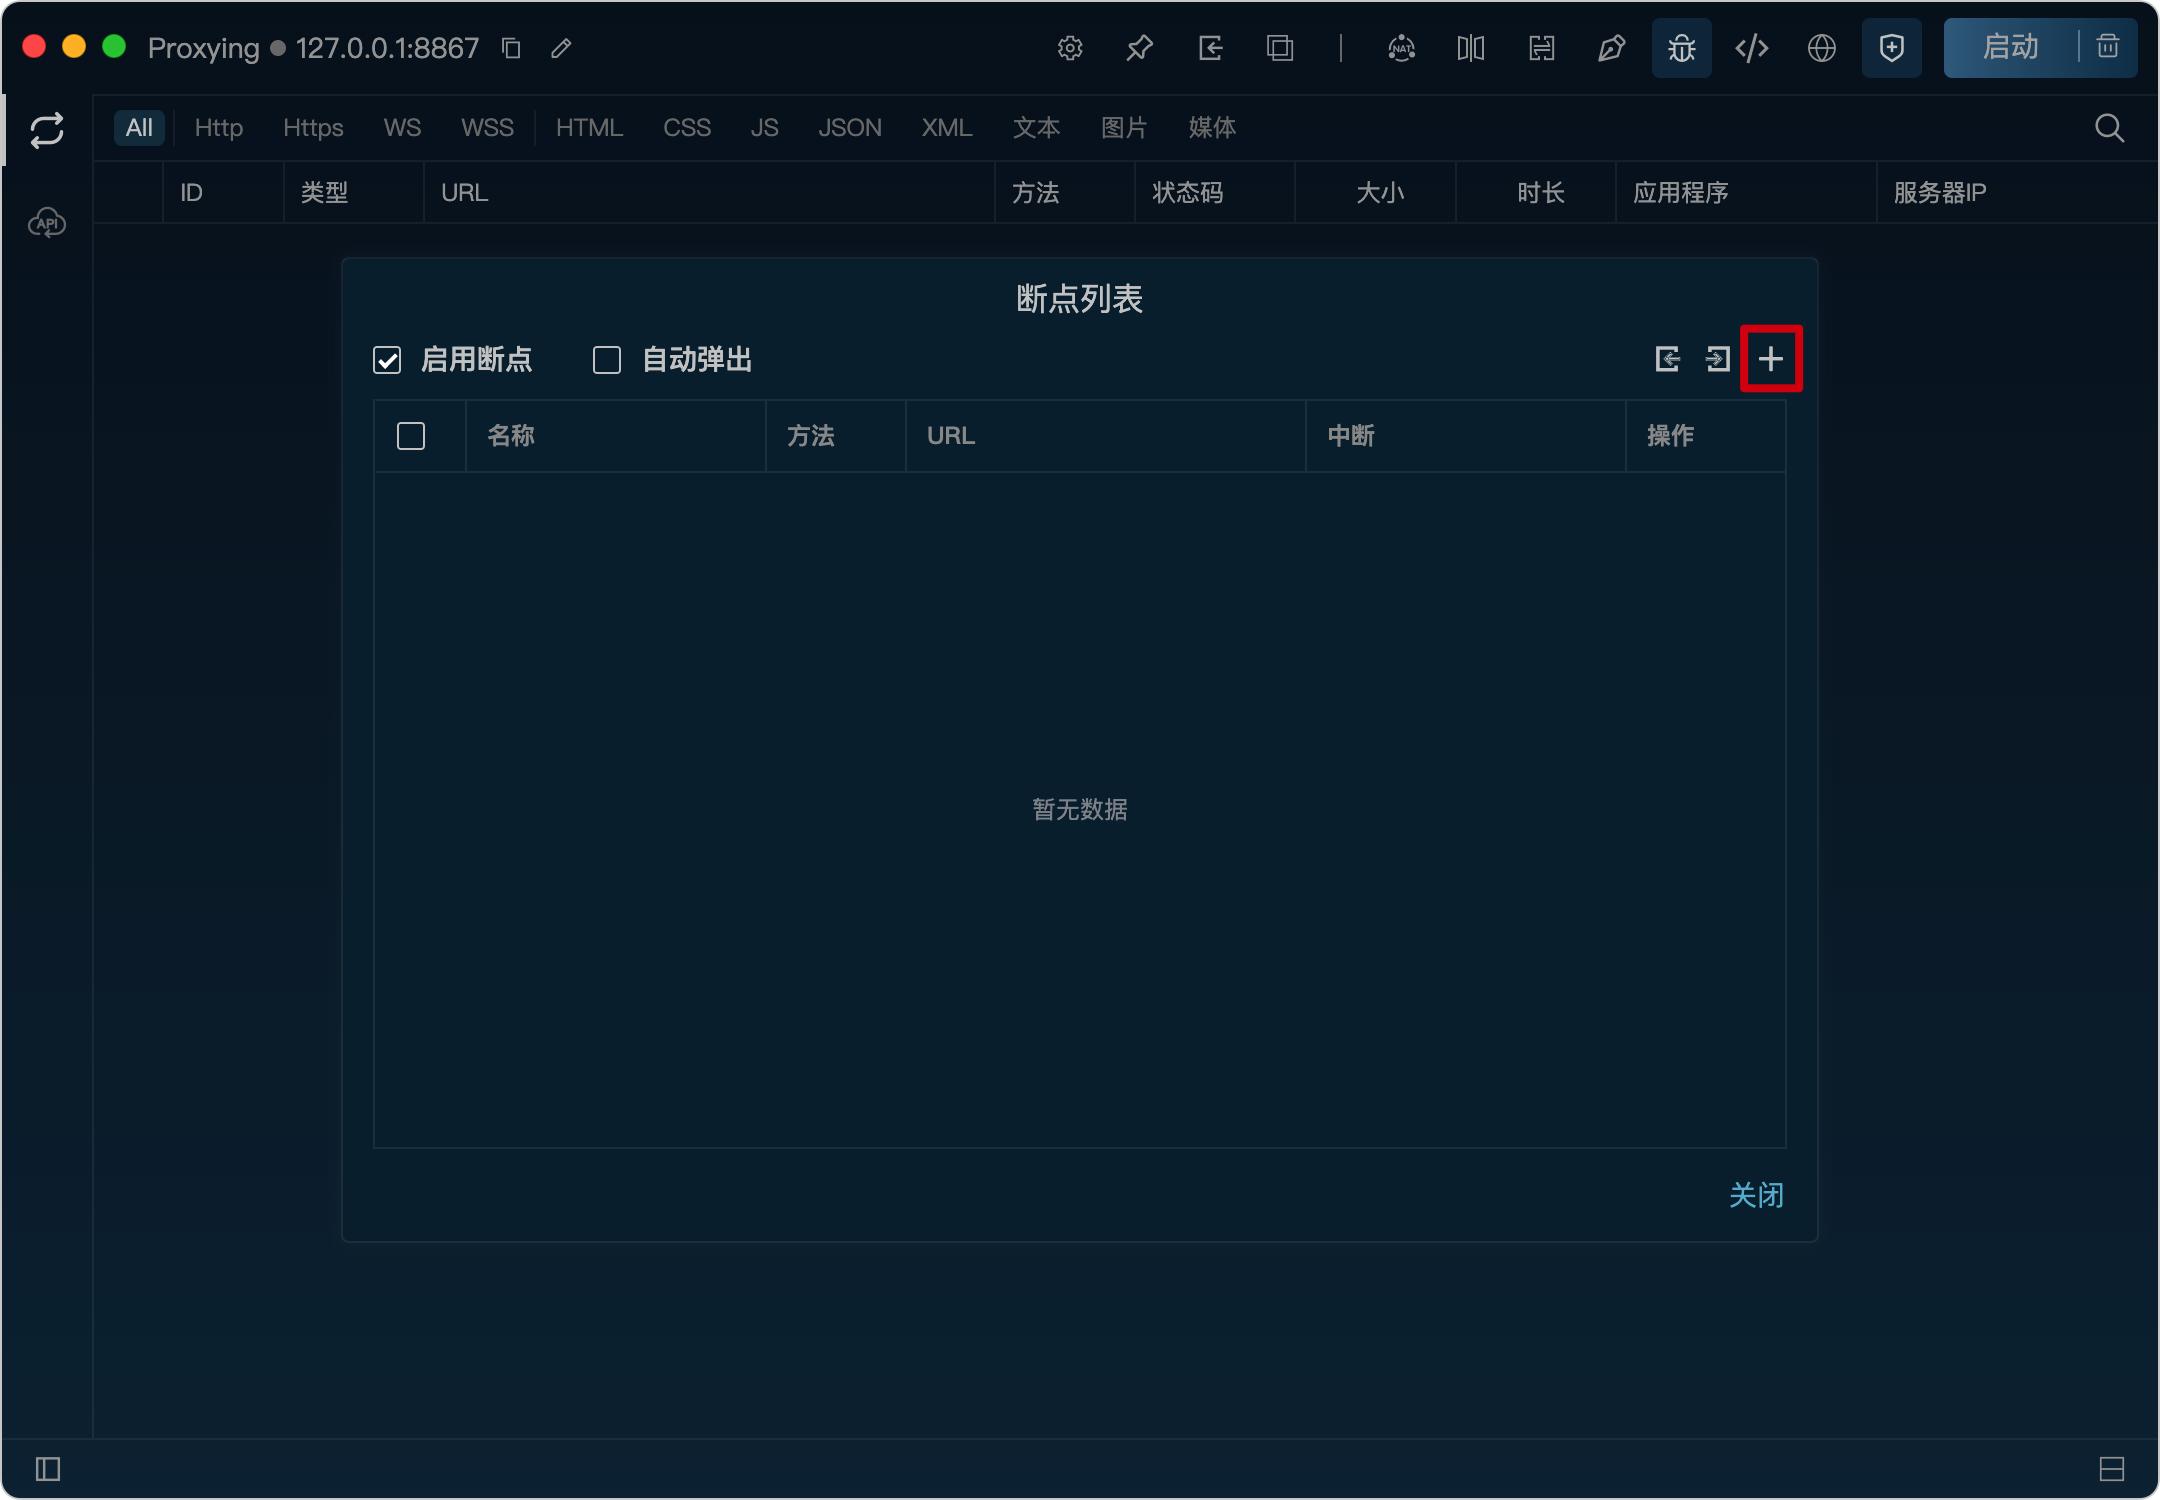 Proxying 127.0.0.1:8867
NAT
启动
All Http Https WS WSS HTML CSS JS JSON XML 文本 图片 媒体
API
ID 类型 URL 方法 状态码 大小 时长 应用程序 服务器IP
断点列表
启用断点 自动弹出
名称 方法 URL 中断 操作
暂无数据
关闭